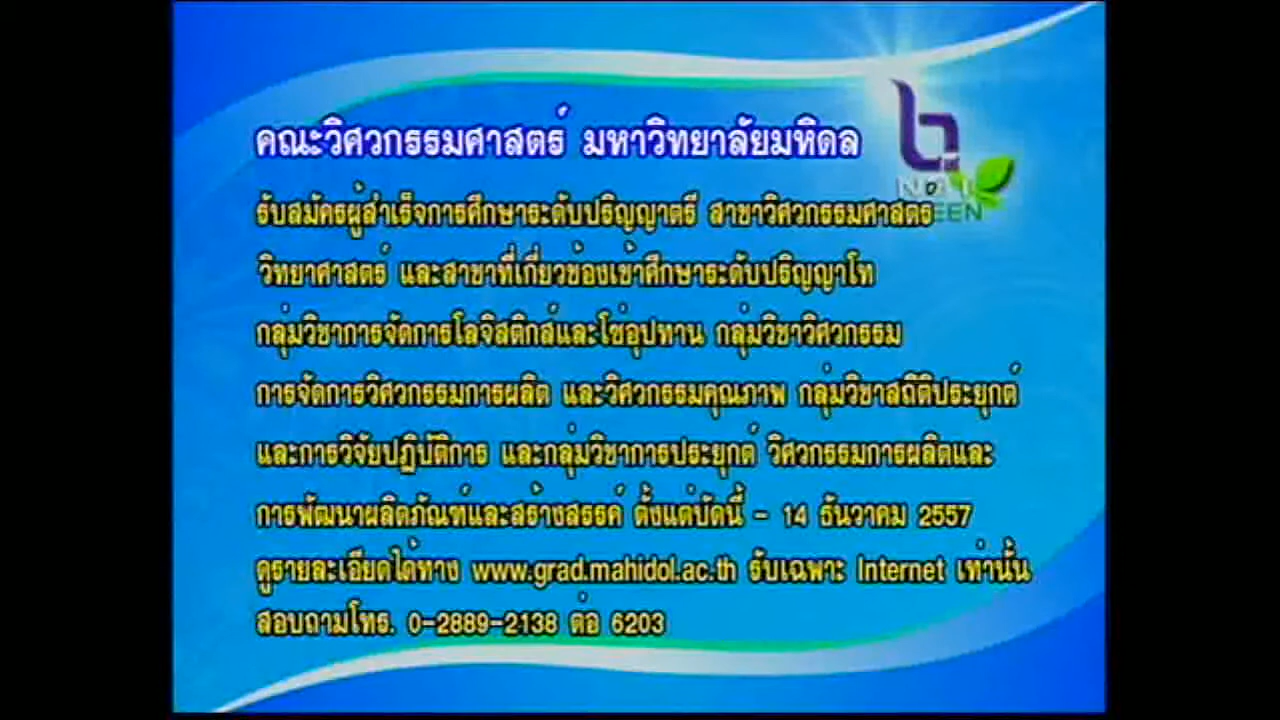 คณะวิศวกรรมศาสตร์ มหาวิทยาลัยมหิดล
รับสมัครผู้สำเร็จการศึกษาระดับปริญญาตรี สาขาวิศวกรรมศาสตร
วิทยาศาสตร์ และสาขาที่เกี่ยวข้องเข้าศึกษาระดับปริญญาโท
กลุ่มวิชาการจัดการโลจิสติกส์และโซ่อุปทาน กลุ่มวิชาวิศวกรรม
การจัดการวิศวกรรมการผลิต และวิศวกรรมคุณภาพ กลุ่มวิชาสถิติประยุกต์
และการวิจัยปฏิบัติการ และกลุ่มวิชาการประยุกต์ วิศวกรรมการผลิตและ
การพัฒนาผลิตภัณฑ์และสร้างสรรค์ ตั้งแต่บัดนี้ - 14 ธันวาคม 2557
ดูรายละเอียดได้ทาง www.grad.mahidol.ac.th รับเฉพาะ Internet เท่านั้น
สอบถามโทร. 0-2889-2138 ต่อ 6203